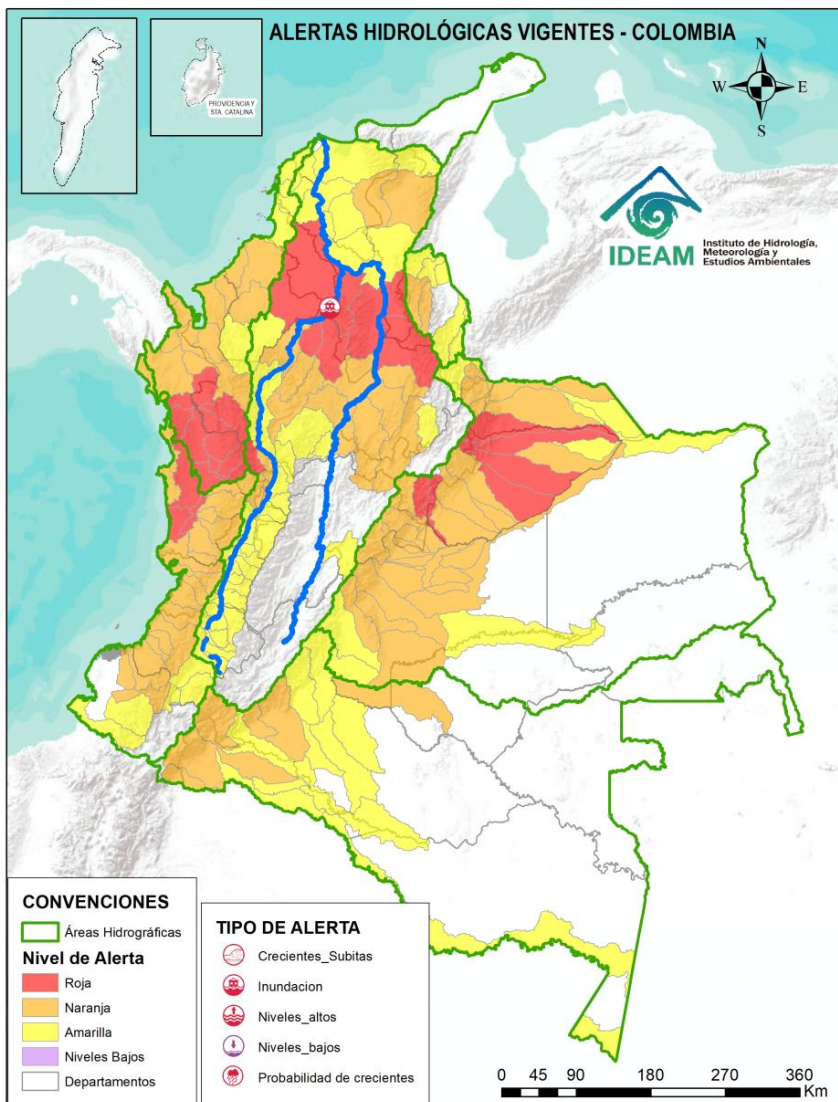 ALERTAS HIDROLÓGICAS VIGENTES - COLOMBIA
PROVIDENCIA Y
STA. CATALINA
N
W
E
S
IDEAM
Instituto de Hidrología,
Meteorología y
Estudios Ambientales
CONVENCIONES
Áreas Hidrográficas
Nivel de Alerta
Roja
Naranja
Amarilla
Niveles Bajos
Departamentos
TIPO DE ALERTA
Crecientes_Subitas
Inundacion
Niveles_altos
Niveles_bajos
Probabilidad de crecientes
0 45 90 180 270 360
Km